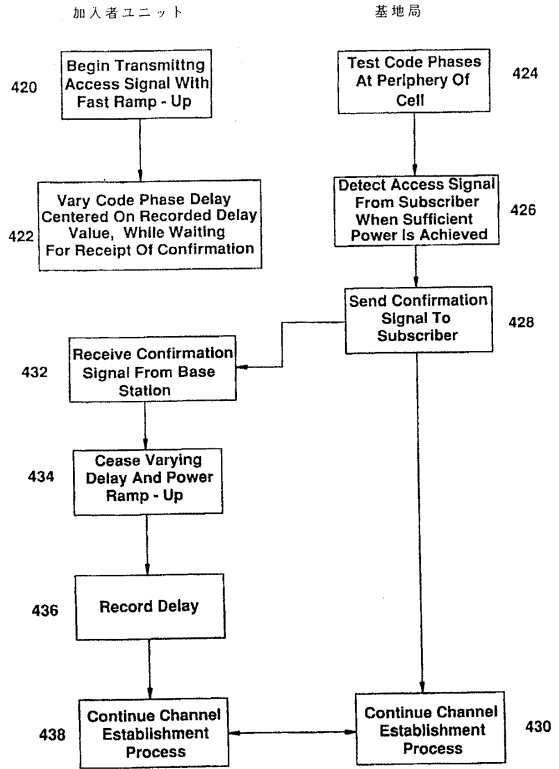 加入者ユニット
基地局
420
Begin Transmittng
Access Signal With
Fast Ramp - Up
Test Code Phases
At Periphery Of
Cell
424
422
Vary Code Phase Delay
Centered On Recorded Delay
Value, While Waiting
For Receipt Of Confirmation
Detect Access Signal
From Subscriber
When Sufficient
Power Is Achieved
426
Send Confirmation
Signal To
Subscriber
428
432
Receive Confirmation
Signal From Base
Station
434
Cease Varying
Delay And Power
Ramp - Up
436
Record Delay
438
Continue Channel
Establishment
Process
Continue Channel
Establishment
Process
430